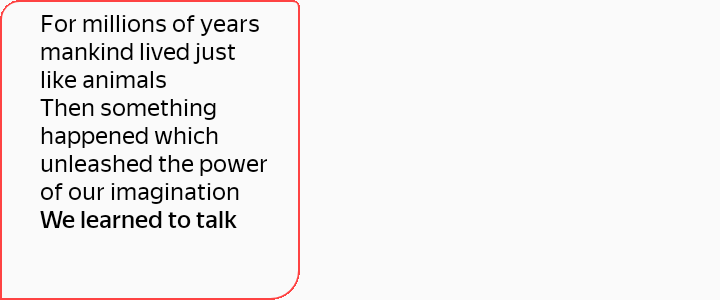 For millions of years
mankind lived just
like animals
Then something
happened which
unleashed the power
of our imagination
We learned to talk